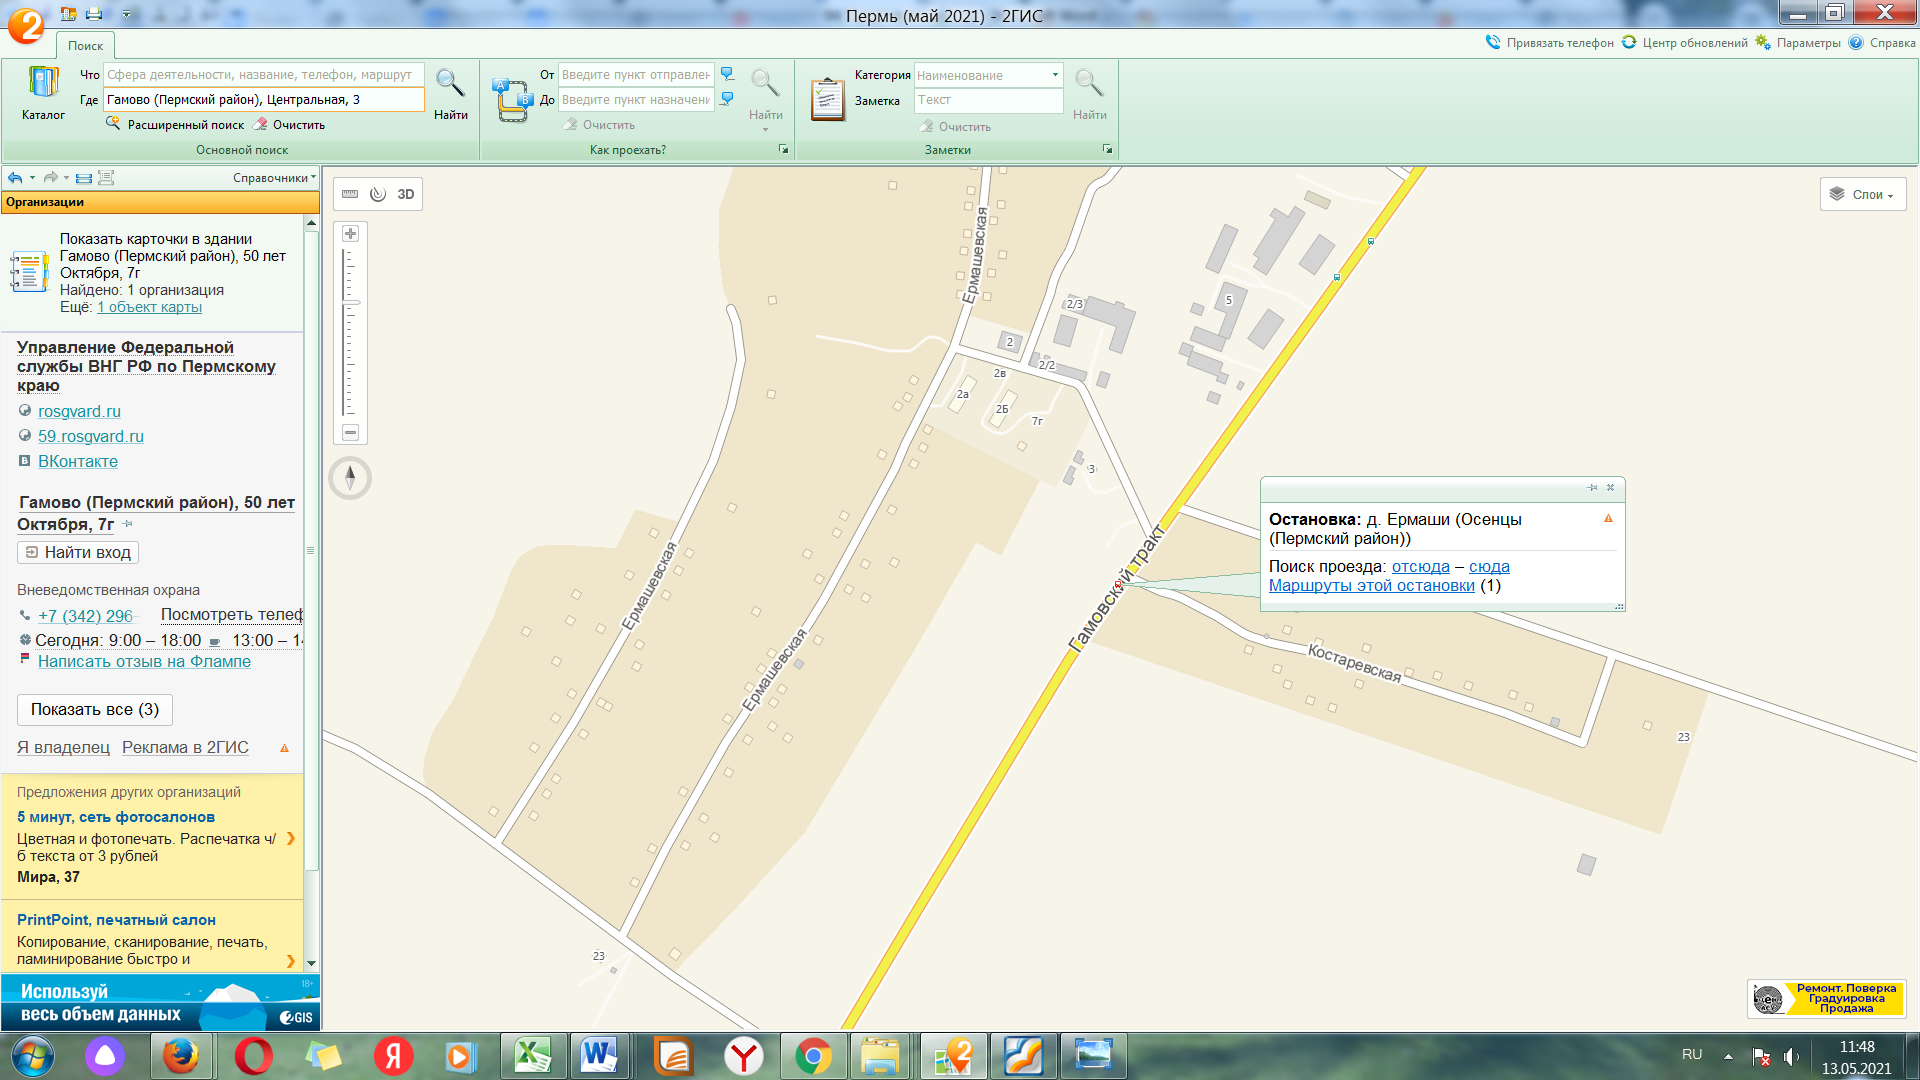 Пермь (май 2021) - 2ГИС
Поиск
Привязать телефон
Центр обновлений
Параметры
Справка
Каталог
Что
Сфера деятельности, название, телефон, маршрут
Где
Гамово (Пермский район), Центральная, 3
Расширенный поиск
Очистить
Найти
Основной поиск
От
Введите пункт отправлен
До
Введите пункт назначени
Очистить
Найти
Как проехать?
Категория
Наименование
Заметка
Текст
Очистить
Найти
Заметки
Справочники
Организации
Показать карточки в здании
Гамово (Пермский район), 50 лет
Октября, 7г
Найдено: 1 организация
Ещё: 1 объект карты
Управление Федеральной
службы ВНГ РФ по Пермскому
краю
rosgvard.ru
59.rosgvard.ru
ВКонтакте
Гамово (Пермский район), 50 лет
Октября, 7г
Найти вход
Вневедомственная охрана
+7 (342) 296
Посмотреть телеф
Сегодня: 9:00 – 18:00 13:00 – 1
Написать отзыв на Флампе
Показать все (3)
Я владелец
Реклама в 2ГИС
Предложения других организаций
5 минут, сеть фотосалонов
Цветная и фотопечать. Распечатка ч/
б текста от 3 рублей
Мира, 37
PrintPoint, печатный салон
Копирование, сканирование, печать,
ламинирование быстро и
Используй
18+
весь объем данных
2GIS
3D
Слои
Ермашевская
2/3
5
2
2/2
2в
2а
2Б
7г
3
Гамовский тракт
Ермашевская
Ермашевская
Костаревская
23
23
Остановка: д. Ермаши (Осенцы
(Пермский район))
Поиск проезда: отсюда – сюда
Маршруты этой остановки (1)
Ремонт. Поверка
Градуировка
Продажа
RU
11:48
13.05.2021